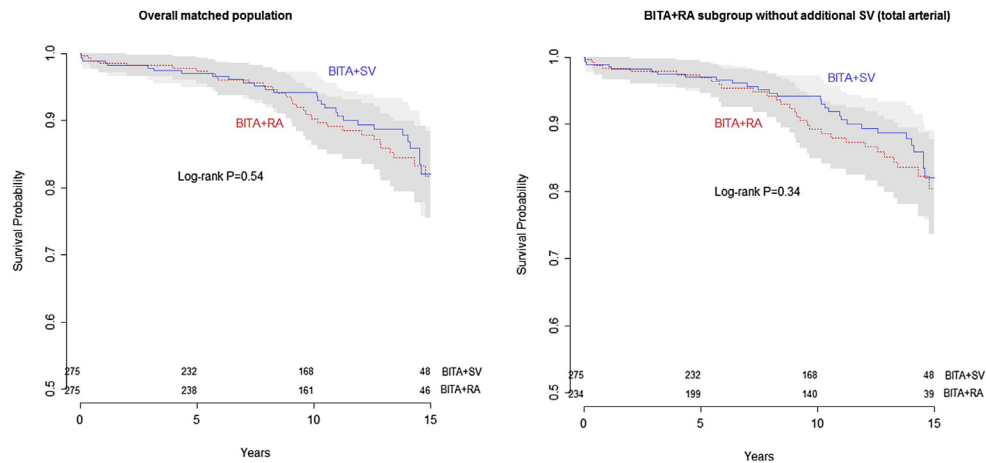 Overall matched population
Survival Probability
1.0
0.9
0.8
0.7
0.6
0.5
BITA+SV
BITA+RA
Log-rank P=0.54
275 232 168 48 BITA+SV
275 238 161 46 BITA+RA
0 5 10 15
Years
BITA+RA subgroup without additional SV (total arterial)
Survival Probability
1.0
0.9
0.8
0.7
0.6
0.5
BITA+SV
BITA+RA
Log-rank P=0.34
275 232 168 48 BITA+SV
234 199 140 39 BITA+RA
0 5 10 15
Years